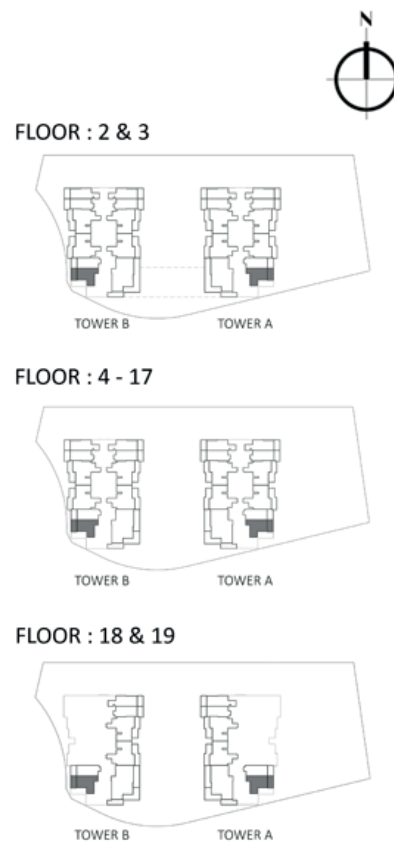 N
FLOOR : 2 & 3
TOWER B TOWER A
FLOOR : 4 - 17
TOWER B TOWER A
FLOOR : 18 & 19
TOWER B TOWER A